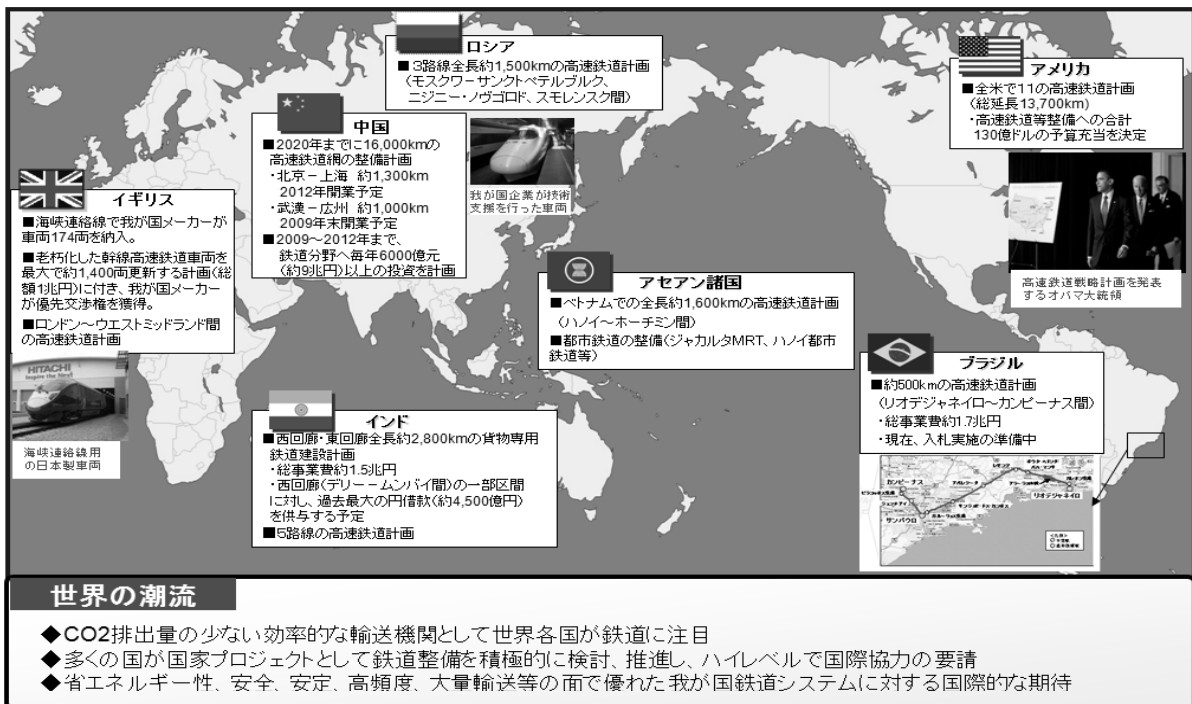 ロシア
■3路線全長約1,500kmの高速鉄道計画
(モスクワーサンクトペテルブルク、
ニジニー・ノヴゴロド、スモレンスク間)
アメリカ
■全米で11の高速鉄道計画
(総延長13,700km)
・高速鉄道等整備への合計
130億ドルの予算充当を決定
高速鉄道戦略計画を発表
するオバマ大統領
中国
■2020年までに16,000kmの
高速鉄道網の整備計画
・北京－上海 約1,300km
2012年開業予定
・武漢－広州 約1,000km
2009年末開業予定
■2009～2012年まで、
鉄道分野へ毎年6000億元
(約9兆円)以上の投資を計画
我が国企業が技術
支援を行った車両
イギリス
■海峡連絡線で我が国メーカーが
車両174両を納入。
■老朽化した幹線高速鉄道車両を
最大で約1,400両更新する計画(総
額1兆円)に付き、我が国メーカー
が優先交渉権を獲得。
■ロンドン～ウエストミッドランド間
の高速鉄道計画
HITACHI
Inspire the Next
海峡連絡線用
の日本製車両
アセアン諸国
■ベトナムでの全長約1,600kmの高速鉄道計画
(ハノイ～ホーチミン間)
■都市鉄道の整備(ジャカルタMRT、ハノイ都市
鉄道等)
ブラジル
■約500kmの高速鉄道計画
(リオデジャネイロ～カンピーナス間)
・総事業費約1.7兆円
・現在、入札実施の準備中
カンピーナス
サンパウロ
リオデジャネイロ
インド
■西回廊・東回廊全長約2,800kmの貨物専用
鉄道建設計画
・総事業費約1.5兆円
・西回廊(デリー－ムンバイ間)の一部区間
に対し、過去最大の円借款(約4,500億円)
を供与する予定
■5路線の高速鉄道計画
世界の潮流
◆CO2排出量の少ない効率的な輸送機関として世界各国が鉄道に注目
◆多くの国が国家プロジェクトとして鉄道整備を積極的に検討、推進し、ハイレベルで国際協力の要請
◆省エネルギー性、安全、安定、高頻度、大量輸送等の面で優れた我が国鉄道システムに対する国際的な期待